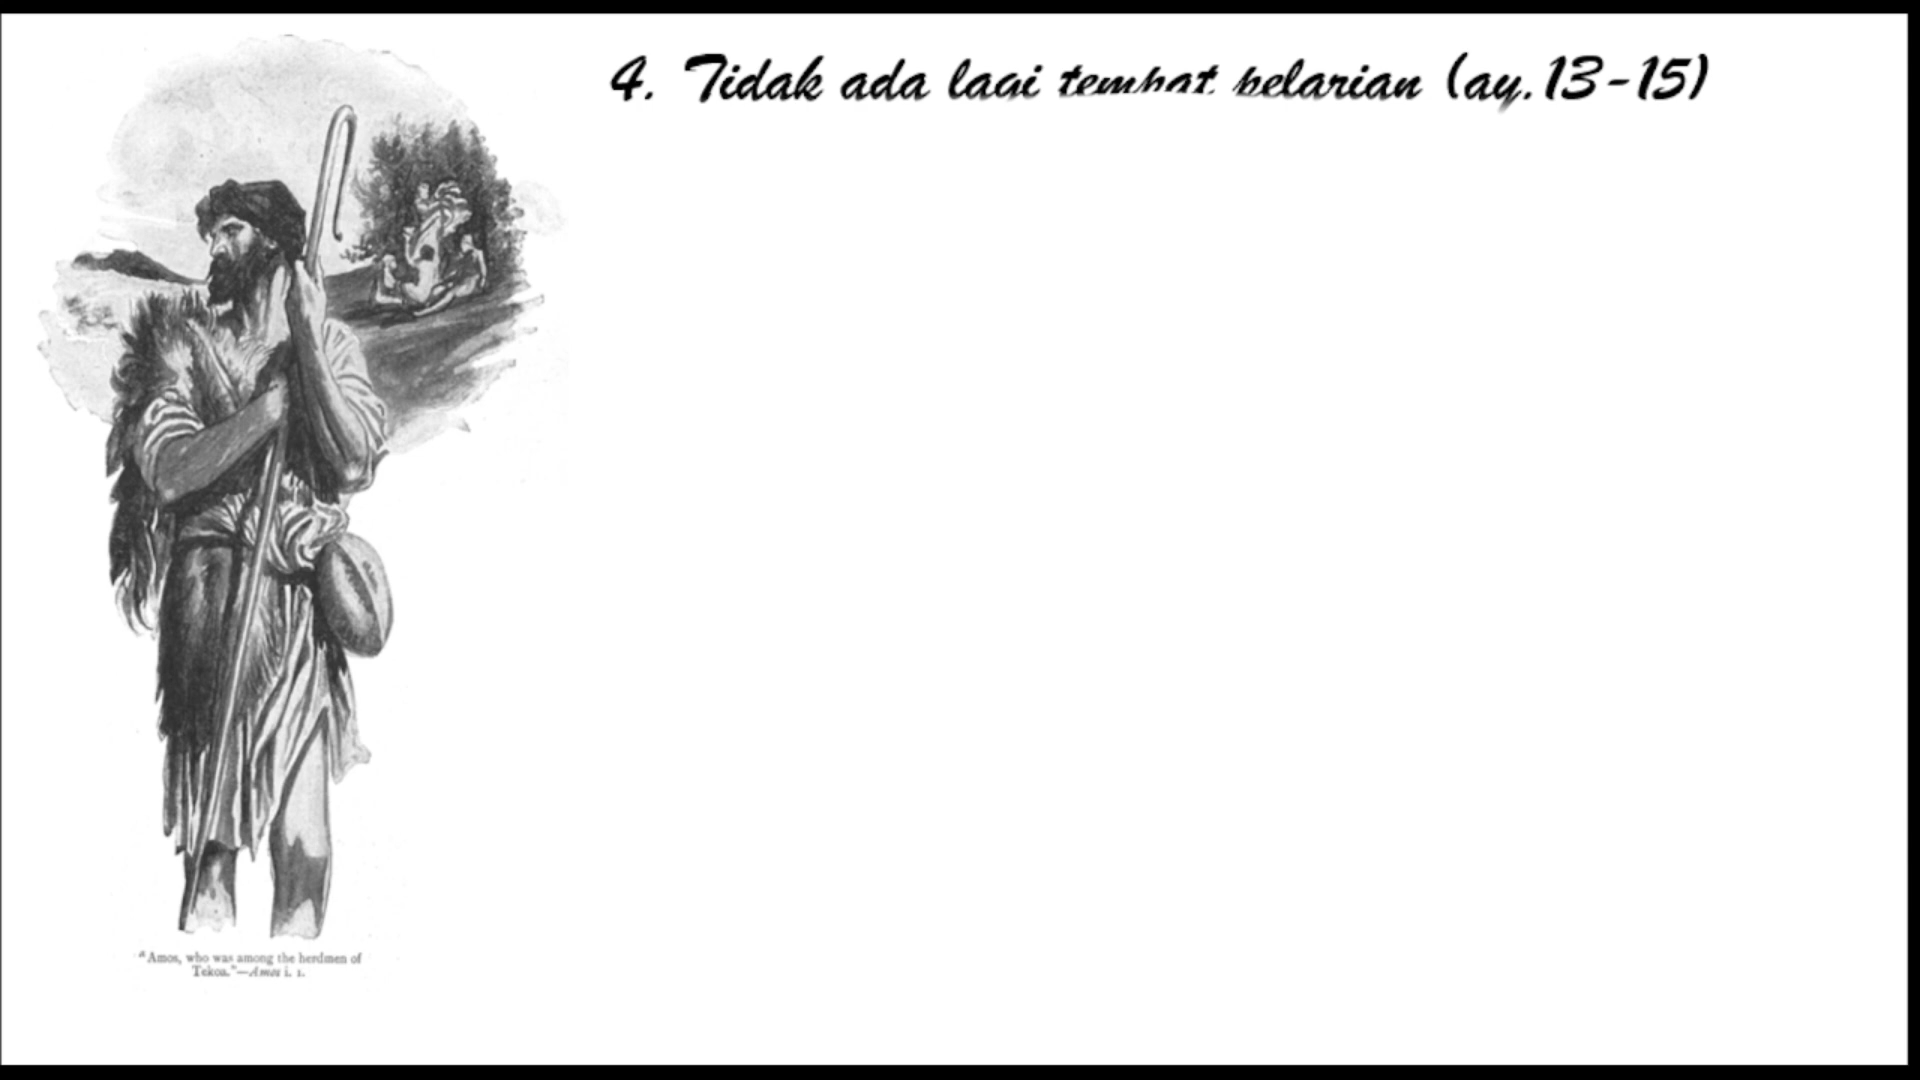 4. Tidak ada lagi tempat pelarian (ay.13-15)
"Amos, who was among the herdmen of
Tekoa."—Amos i. 1.